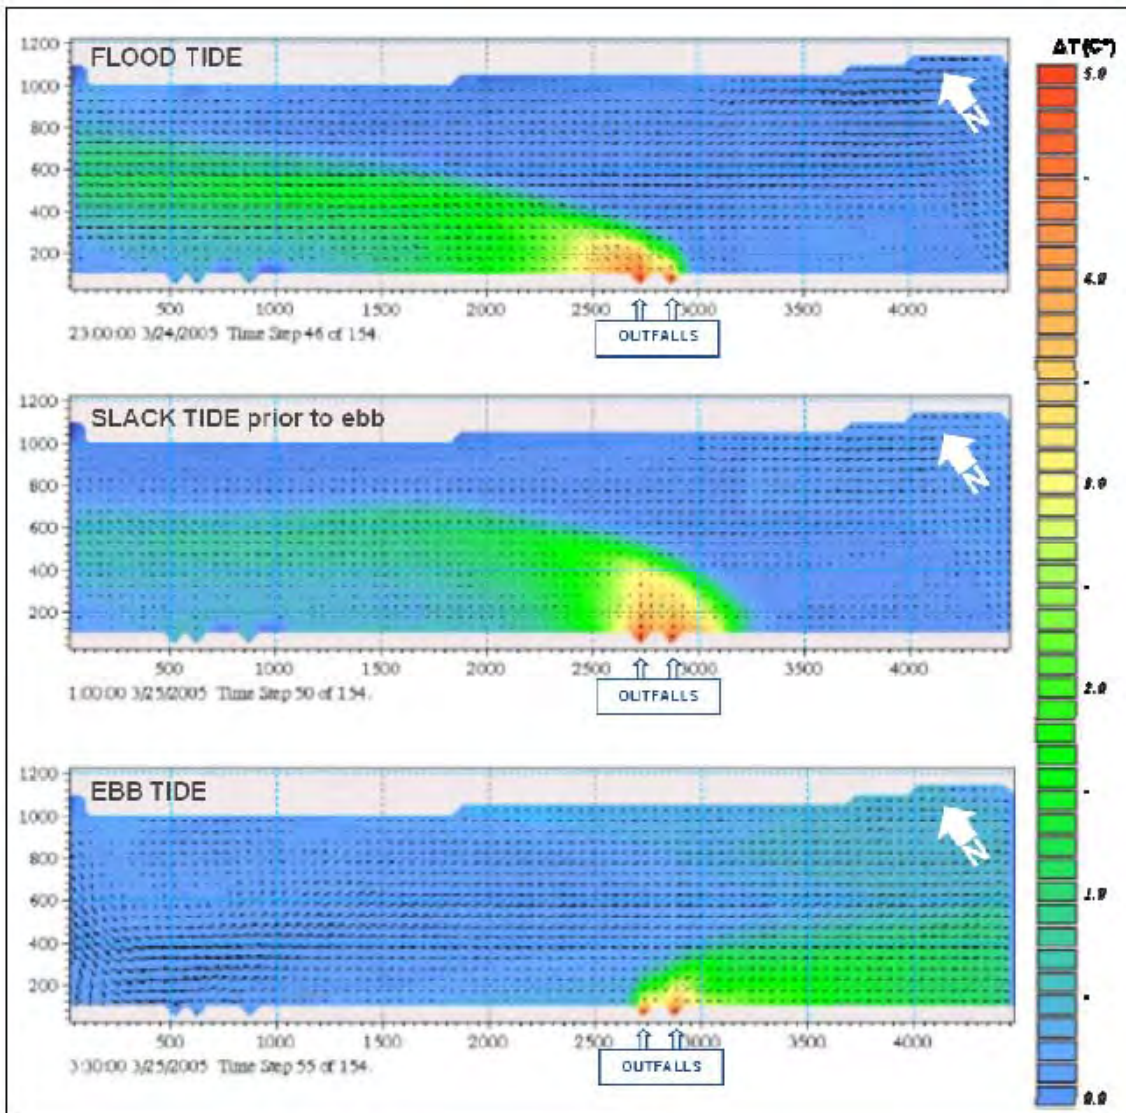 ΔT(C°)
FLOOD TIDE
1200
1000
800
600
400
200
500 1000 1500 2000 2500 3000 3500 4000
N
23:00:00 3/24/2005 Time Step 46 of 154.
OUTFALLS
SLACK TIDE prior to ebb
1200
1000
800
600
400
200
500 1000 1500 2000 2500 3000 3500 4000
N
1:00:00 3/25/2005 Time Step 50 of 154.
OUTFALLS
EBB TIDE
1200
1000
800
600
400
200
500 1000 1500 2000 2500 3000 3500 4000
N
3:30:00 3/25/2005 Time Step 55 of 154.
OUTFALLS
5.0
4.0
3.0
2.0
1.0
0.0